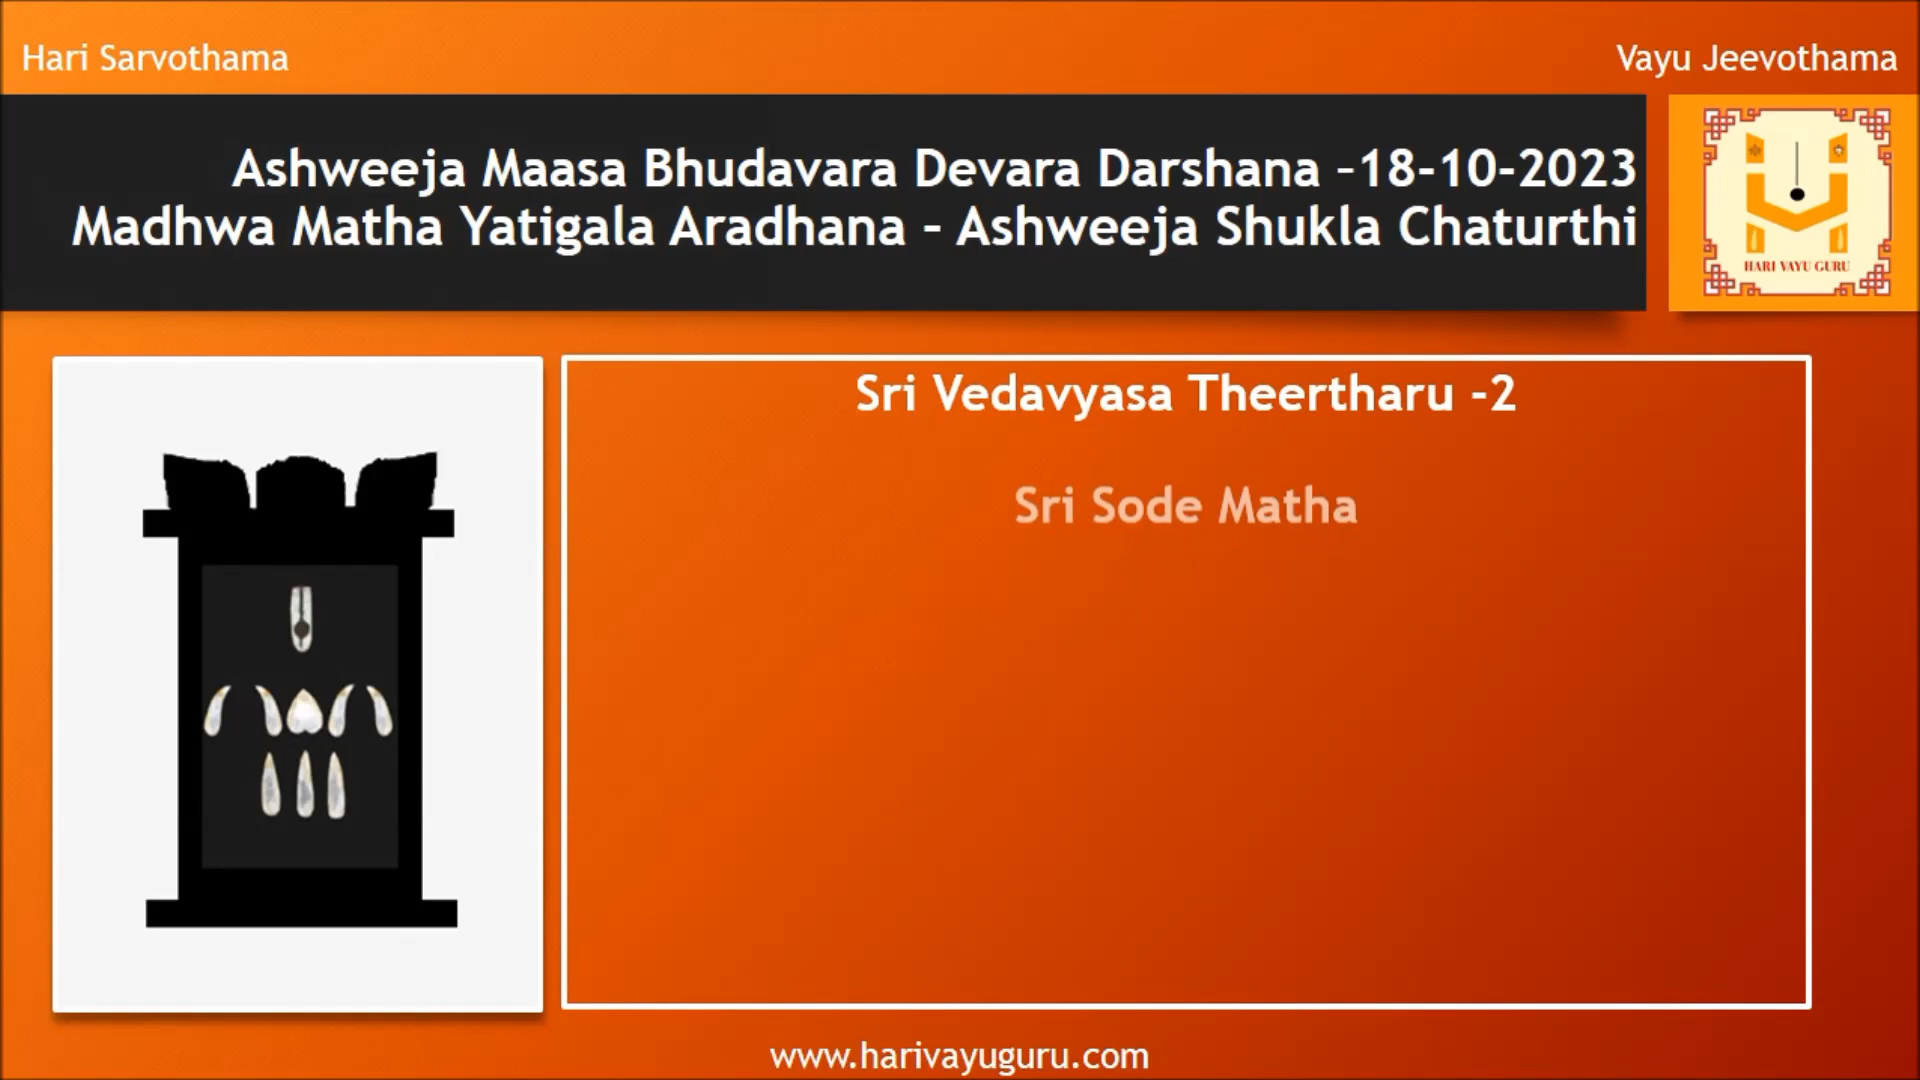 Hari Sarvothama
Vayu Jeevothama
Ashweeja Maasa Bhudavara Devara Darshana –18-10-2023
Madhwa Matha Yatigala Aradhana – Ashweeja Shukla Chaturthi
HARI VAYU GURU
Sri Vedavyasa Theertharu -2
Sri Sode Matha
www.harivayuguru.com